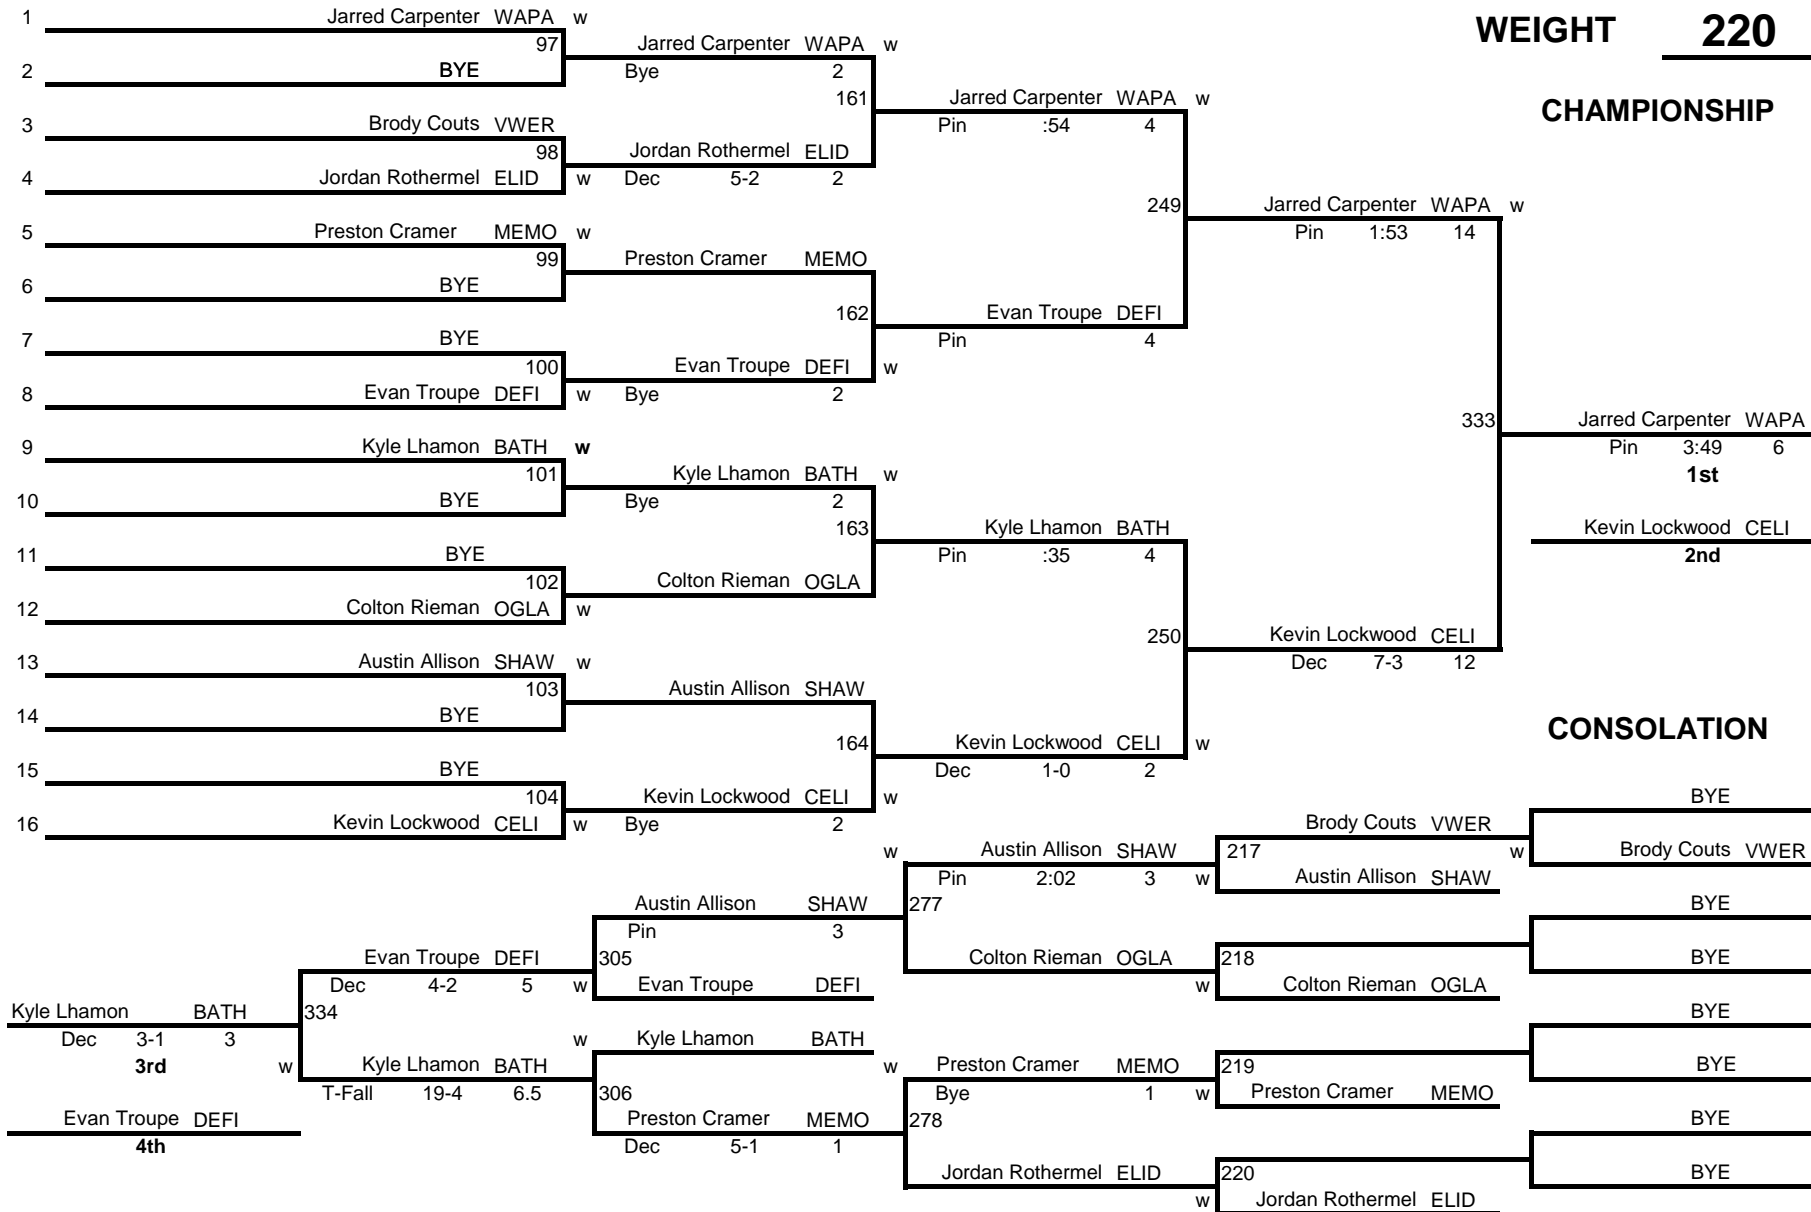 WEIGHT 220
CHAMPIONSHIP
1 Jarred Carpenter WAPA w
97
2 BYE
Jarred Carpenter WAPA w
Bye 2
161
3 Brody Couts VWER
98
4 Jordan Rothermel ELID w
Jordan Rothermel ELID
Dec 5-2 2
Jarred Carpenter WAPA w
Pin :54 4
249
5 Preston Cramer MEMO w
99
6 BYE
Preston Cramer MEMO
162
7 BYE
100
8 Evan Troupe DEFI w
Evan Troupe DEFI w
Bye 2
Evan Troupe DEFI
Pin 4
Jarred Carpenter WAPA w
Pin 1:53 14
333
9 Kyle Lhamon BATH w
101
10 BYE
Kyle Lhamon BATH w
Bye 2
163
11 BYE
102
12 Colton Rieman OGLA w
Colton Rieman OGLA
Kyle Lhamon BATH
Pin :35 4
250
13 Austin Allison SHAW w
103
14 BYE
Austin Allison SHAW
164
15 BYE
104
16 Kevin Lockwood CELI w
Kevin Lockwood CELI w
Bye 2
Kevin Lockwood CELI w
Dec 1-0 2
Kevin Lockwood CELI
Dec 7-3 12
Jarred Carpenter WAPA
Pin 3:49 6
1st
Kevin Lockwood CELI
2nd
CONSOLATION
BYE
Brody Couts VWER
w
BYE
BYE
BYE
BYE
BYE
BYE
Brody Couts VWER
217
w Austin Allison SHAW
218
w Colton Rieman OGLA
219
w Preston Cramer MEMO
220
w Jordan Rothermel ELID
w Austin Allison SHAW
Pin 2:02 3
277
Colton Rieman OGLA
w Preston Cramer MEMO
Bye 1
278
Jordan Rothermel ELID
Austin Allison SHAW
Pin 3
305
w Evan Troupe DEFI
w Kyle Lhamon BATH
306
Preston Cramer MEMO
Dec 5-1 1
Evan Troupe DEFI
Dec 4-2 5
334
w Kyle Lhamon BATH
T-Fall 19-4 6.5
Kyle Lhamon BATH
Dec 3-1 3
3rd
Evan Troupe DEFI
4th